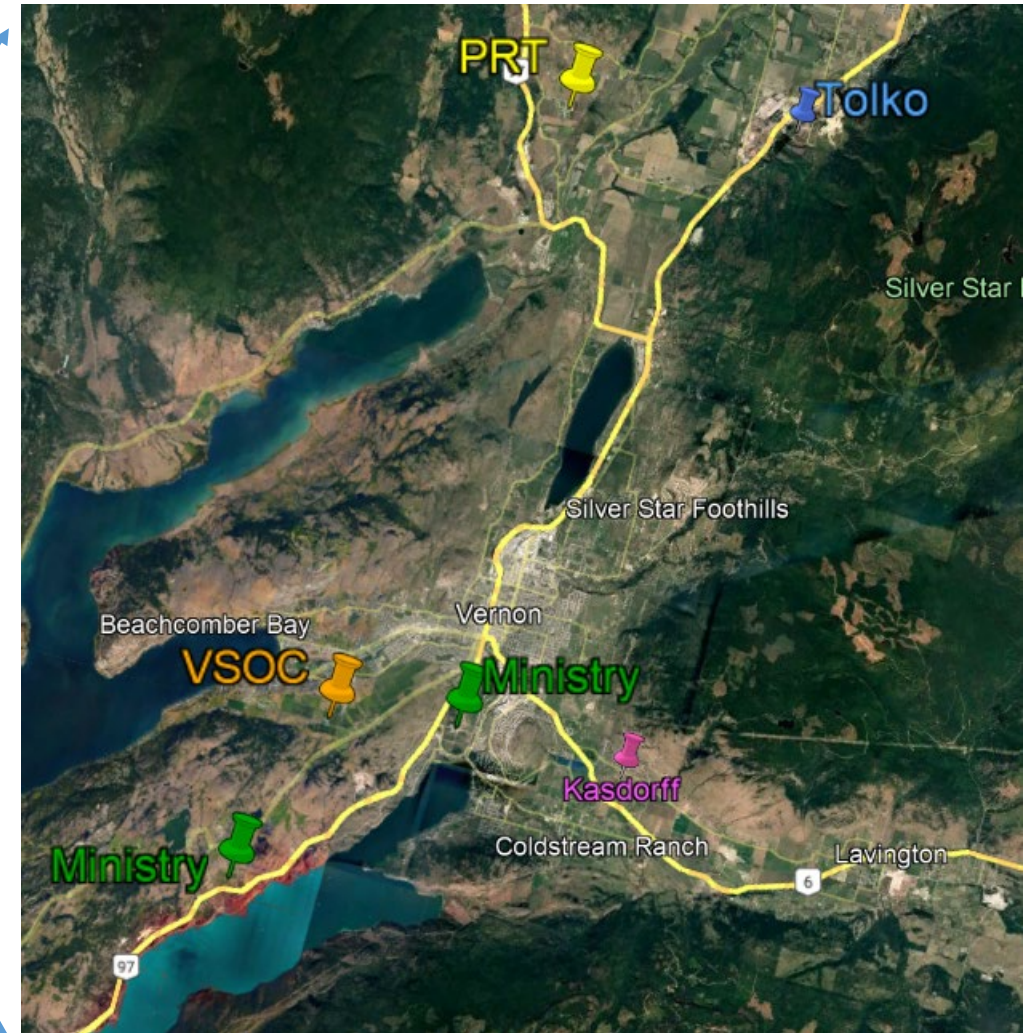 PRT
Tolko
Silver Star
Silver Star Foothills
Vernon
Beachcomber Bay
VSOC
Ministry
Kasdorff
Coldstream Ranch
Ministry
Lavington
6
97